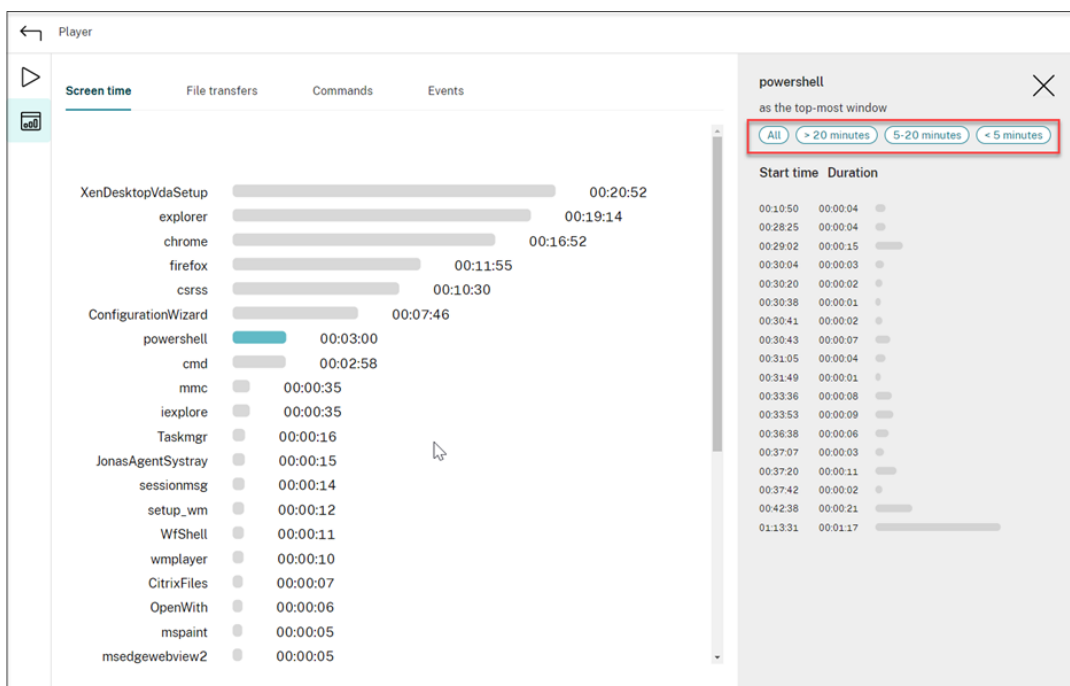 Player
Screen time File transfers Commands Events
XenDesktopVdaSetup 00:20:52
explorer 00:19:14
chrome 00:16:52
firefox 00:11:55
csrss 00:10:30
ConfigurationWizard 00:07:46
powershell 00:03:00
cmd 00:02:58
mmc 00:00:35
iexplore 00:00:35
Taskmgr 00:00:16
JonasAgentSystray 00:00:15
sessionmsg 00:00:14
setup_wm 00:00:12
WfShell 00:00:11
wmplayer 00:00:10
CitrixFiles 00:00:07
OpenWith 00:00:06
mspaint 00:00:05
msedgewebview2 00:00:05
powershell
as the top-most window
All > 20 minutes 5-20 minutes < 5 minutes
Start time Duration
00:10:50 00:00:04
00:28:25 00:00:04
00:29:02 00:00:15
00:30:04 00:00:03
00:30:20 00:00:02
00:30:38 00:00:01
00:30:41 00:00:02
00:30:43 00:00:07
00:31:05 00:00:04
00:31:49 00:00:01
00:33:36 00:00:08
00:33:53 00:00:09
00:36:38 00:00:06
00:37:07 00:00:03
00:37:20 00:00:11
00:37:42 00:00:02
00:42:38 00:00:21
01:13:31 00:01:17